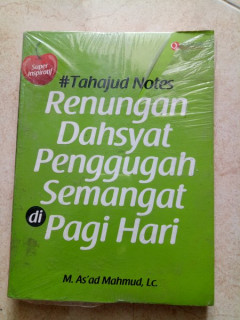 Super
inspiratif
#Tahajud Notes
Renungan
Dahsyat
Penggugah
Semangat
di Pagi Hari
M. As'ad Mahmud, Lc.